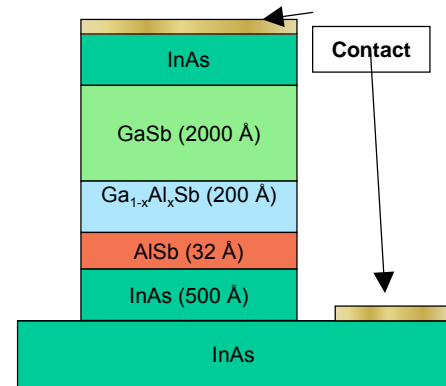 Contact
InAs
GaSb (2000 Å)
Ga₁₋ₓAlₓSb (200 Å)
AlSb (32 Å)
InAs (500 Å)
InAs